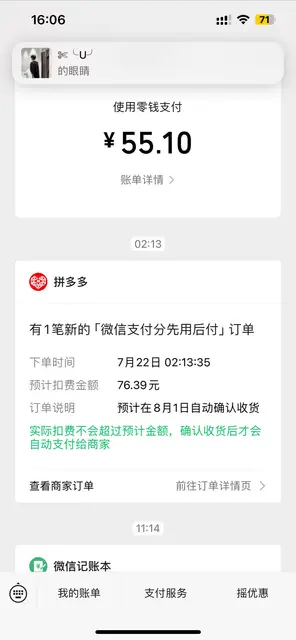 16:06
71
✄ ╰U╯
的眼睛
使用零钱支付
¥55.10
账单详情
02:13
拼多多
有1笔新的「微信支付分先用后付」订单
下单时间 7月22日 02:13:35
预计扣费金额 76.39元
订单说明 预计在8月1日自动确认收货
实际扣费不会超过预计金额，确认收货后才会
自动支付给商家
查看商家订单 前往订单详情页
11:14
微信记账本
我的账单 支付服务 摇优惠